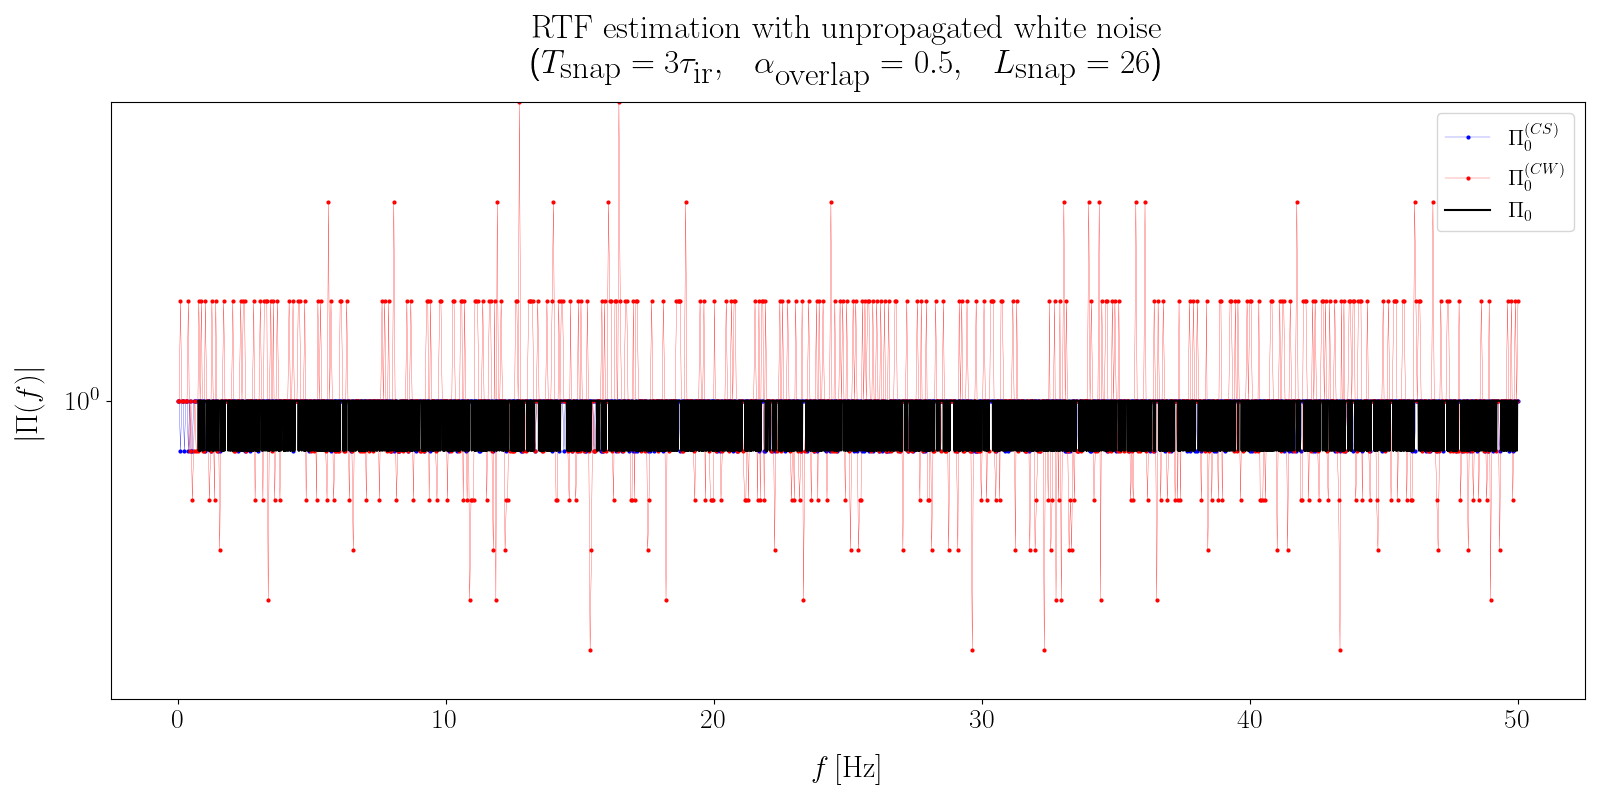 RTF estimation with unpropagated white noise
(T_snap = 3τ_ir, α_overlap = 0.5, L_snap = 26)
Π_0^(CS)
Π_0^(CW)
Π_0
|Π(f)|
10^0
0 10 20 30 40 50
f [Hz]